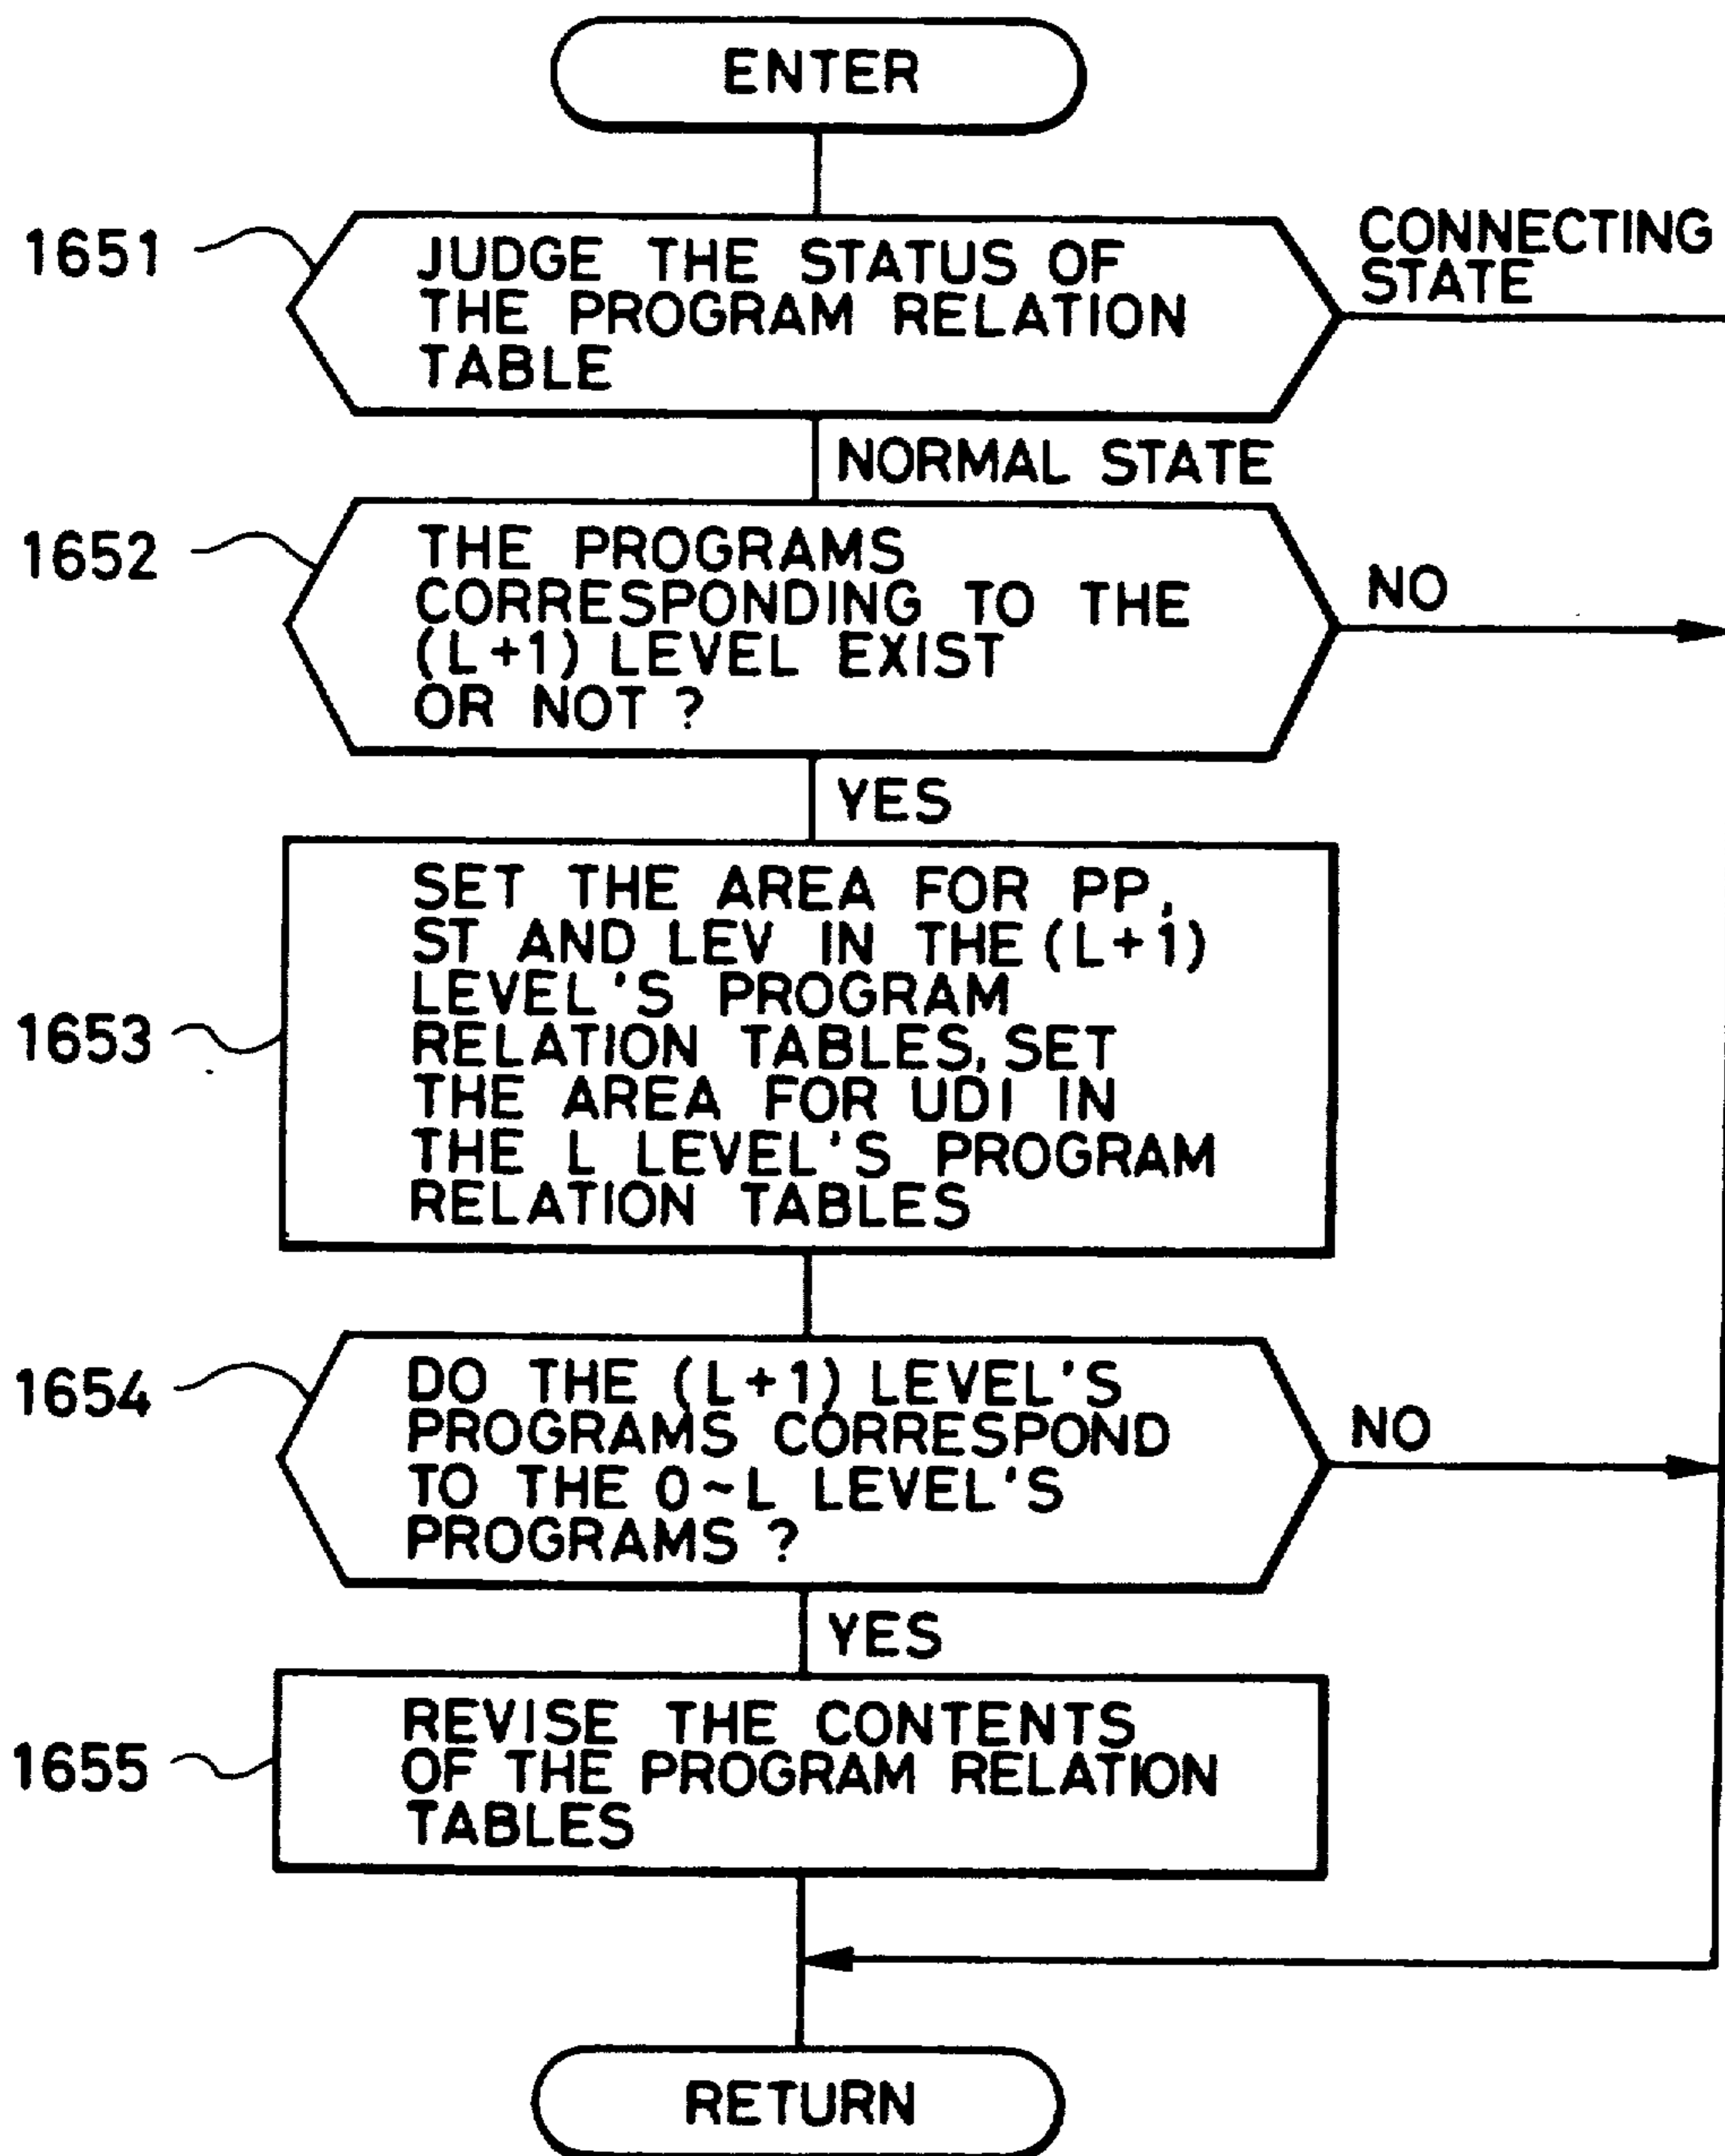 ENTER
1651
JUDGE THE STATUS OF
THE PROGRAM RELATION
TABLE
CONNECTING
STATE
NORMAL STATE
1652
THE PROGRAMS
CORRESPONDING TO THE
(L+1) LEVEL EXIST
OR NOT ?
NO
YES
1653
SET THE AREA FOR PP,
ST AND LEV IN THE (L+1)
LEVEL'S PROGRAM
RELATION TABLES, SET
THE AREA FOR UDI IN
THE L LEVEL'S PROGRAM
RELATION TABLES
1654
DO THE (L+1) LEVEL'S
PROGRAMS CORRESPOND
TO THE 0~L LEVEL'S
PROGRAMS ?
NO
YES
1655
REVISE THE CONTENTS
OF THE PROGRAM RELATION
TABLES
RETURN